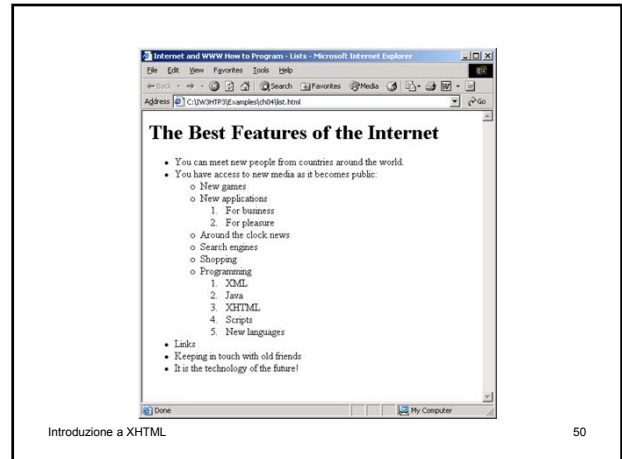 Internet and WWW How to Program - Lists - Microsoft Internet Explorer
File Edit View Favorites Tools Help
Back Search Favorites Media
Address C:\IW3HTP3\Examples\ch04\list.html Go
The Best Features of the Internet
• You can meet new people from countries around the world.
• You have access to new media as it becomes public:
o New games
o New applications
1. For business
2. For pleasure
o Around the clock news
o Search engines
o Shopping
o Programming
1. XML
2. Java
3. XHTML
4. Scripts
5. New languages
• Links
• Keeping in touch with old friends
• It is the technology of the future!
Done My Computer
Introduzione a XHTML 50